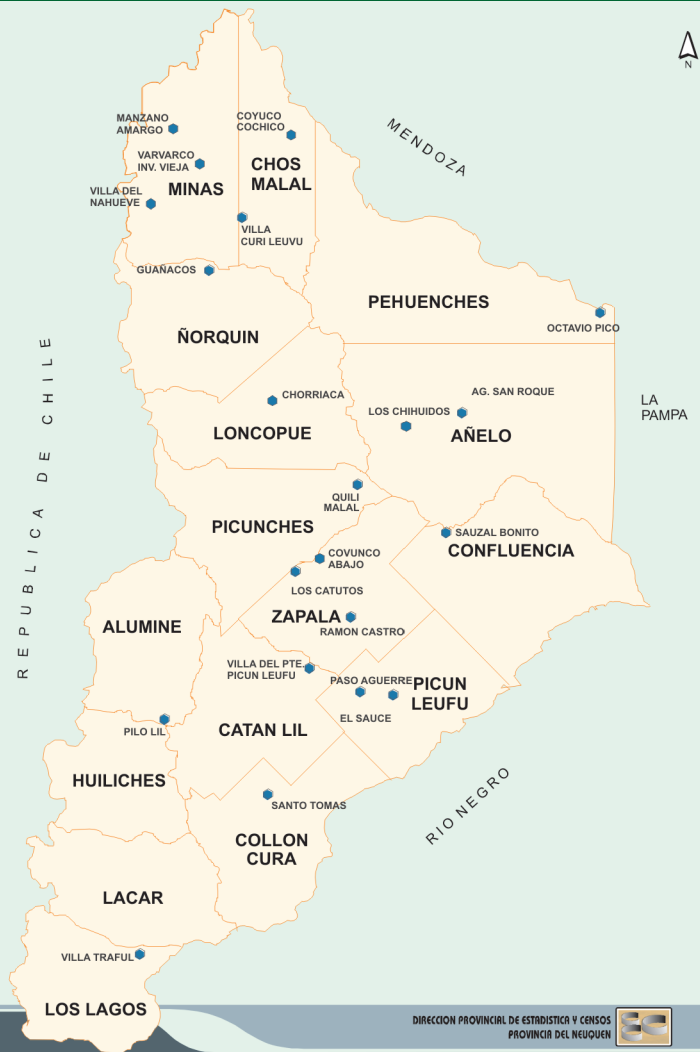 N
MENDOZA
MANZANO
AMARGO
COYUCO
COCHICO
VARVARCO
INV. VIEJA
CHOS
MALAL
MINAS
VILLA DEL
NAHUEVE
VILLA
CURI LEUVU
GUAÑACOS
PEHUENCHES
OCTAVIO PICO
ÑORQUIN
REPUBLICA DE CHILE
CHORRIACA
AG. SAN ROQUE
LA
PAMPA
LOS CHIHUIDOS
LONCOPUE
AÑELO
QUILI
MALAL
PICUNCHES
SAUZAL BONITO
CONFLUENCIA
COVUNCO
ABAJO
LOS CATUTOS
ZAPALA
RAMON CASTRO
ALUMINE
VILLA DEL PTE.
PICUN LEUFU
PASO AGUERRE
PICUN
LEUFU
EL SAUCE
PILO LIL
CATAN LIL
HUILICHES
SANTO TOMAS
RIO NEGRO
COLLON
CURA
LACAR
VILLA TRAFUL
LOS LAGOS
DIRECCION PROVINCIAL DE ESTADISTICA Y CENSOS
PROVINCIA DEL NEUQUEN